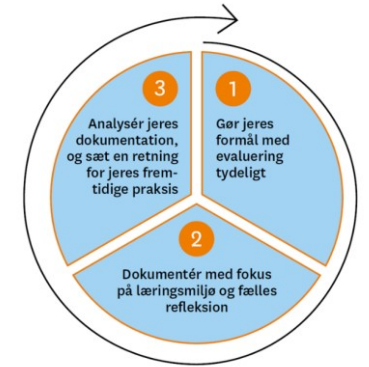 1
Gør jeres
formål med
evaluering
tydeligt
2
Dokumentér med fokus
på læringsmiljø og fælles
refleksion
3
Analysér jeres
dokumentation,
og sæt en retning
for jeres frem-
tidige praksis